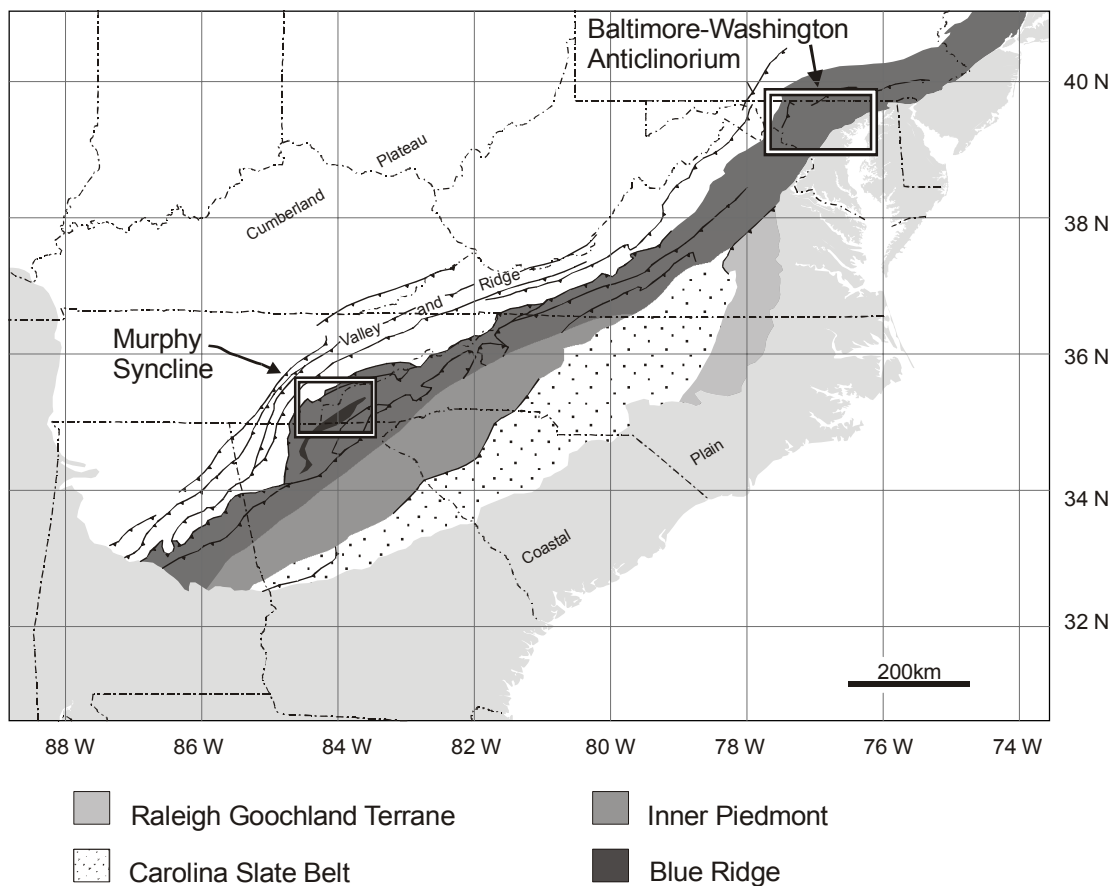 Baltimore-Washington
Anticlinorium
40 N
Plateau
Cumberland
38 N
Ridge
and
Valley
Murphy
Syncline
36 N
Plain
34 N
Coastal
32 N
200km
88 W 86 W 84 W 82 W 80 W 78 W 76 W 74 W
Raleigh Goochland Terrane
Inner Piedmont
Carolina Slate Belt
Blue Ridge